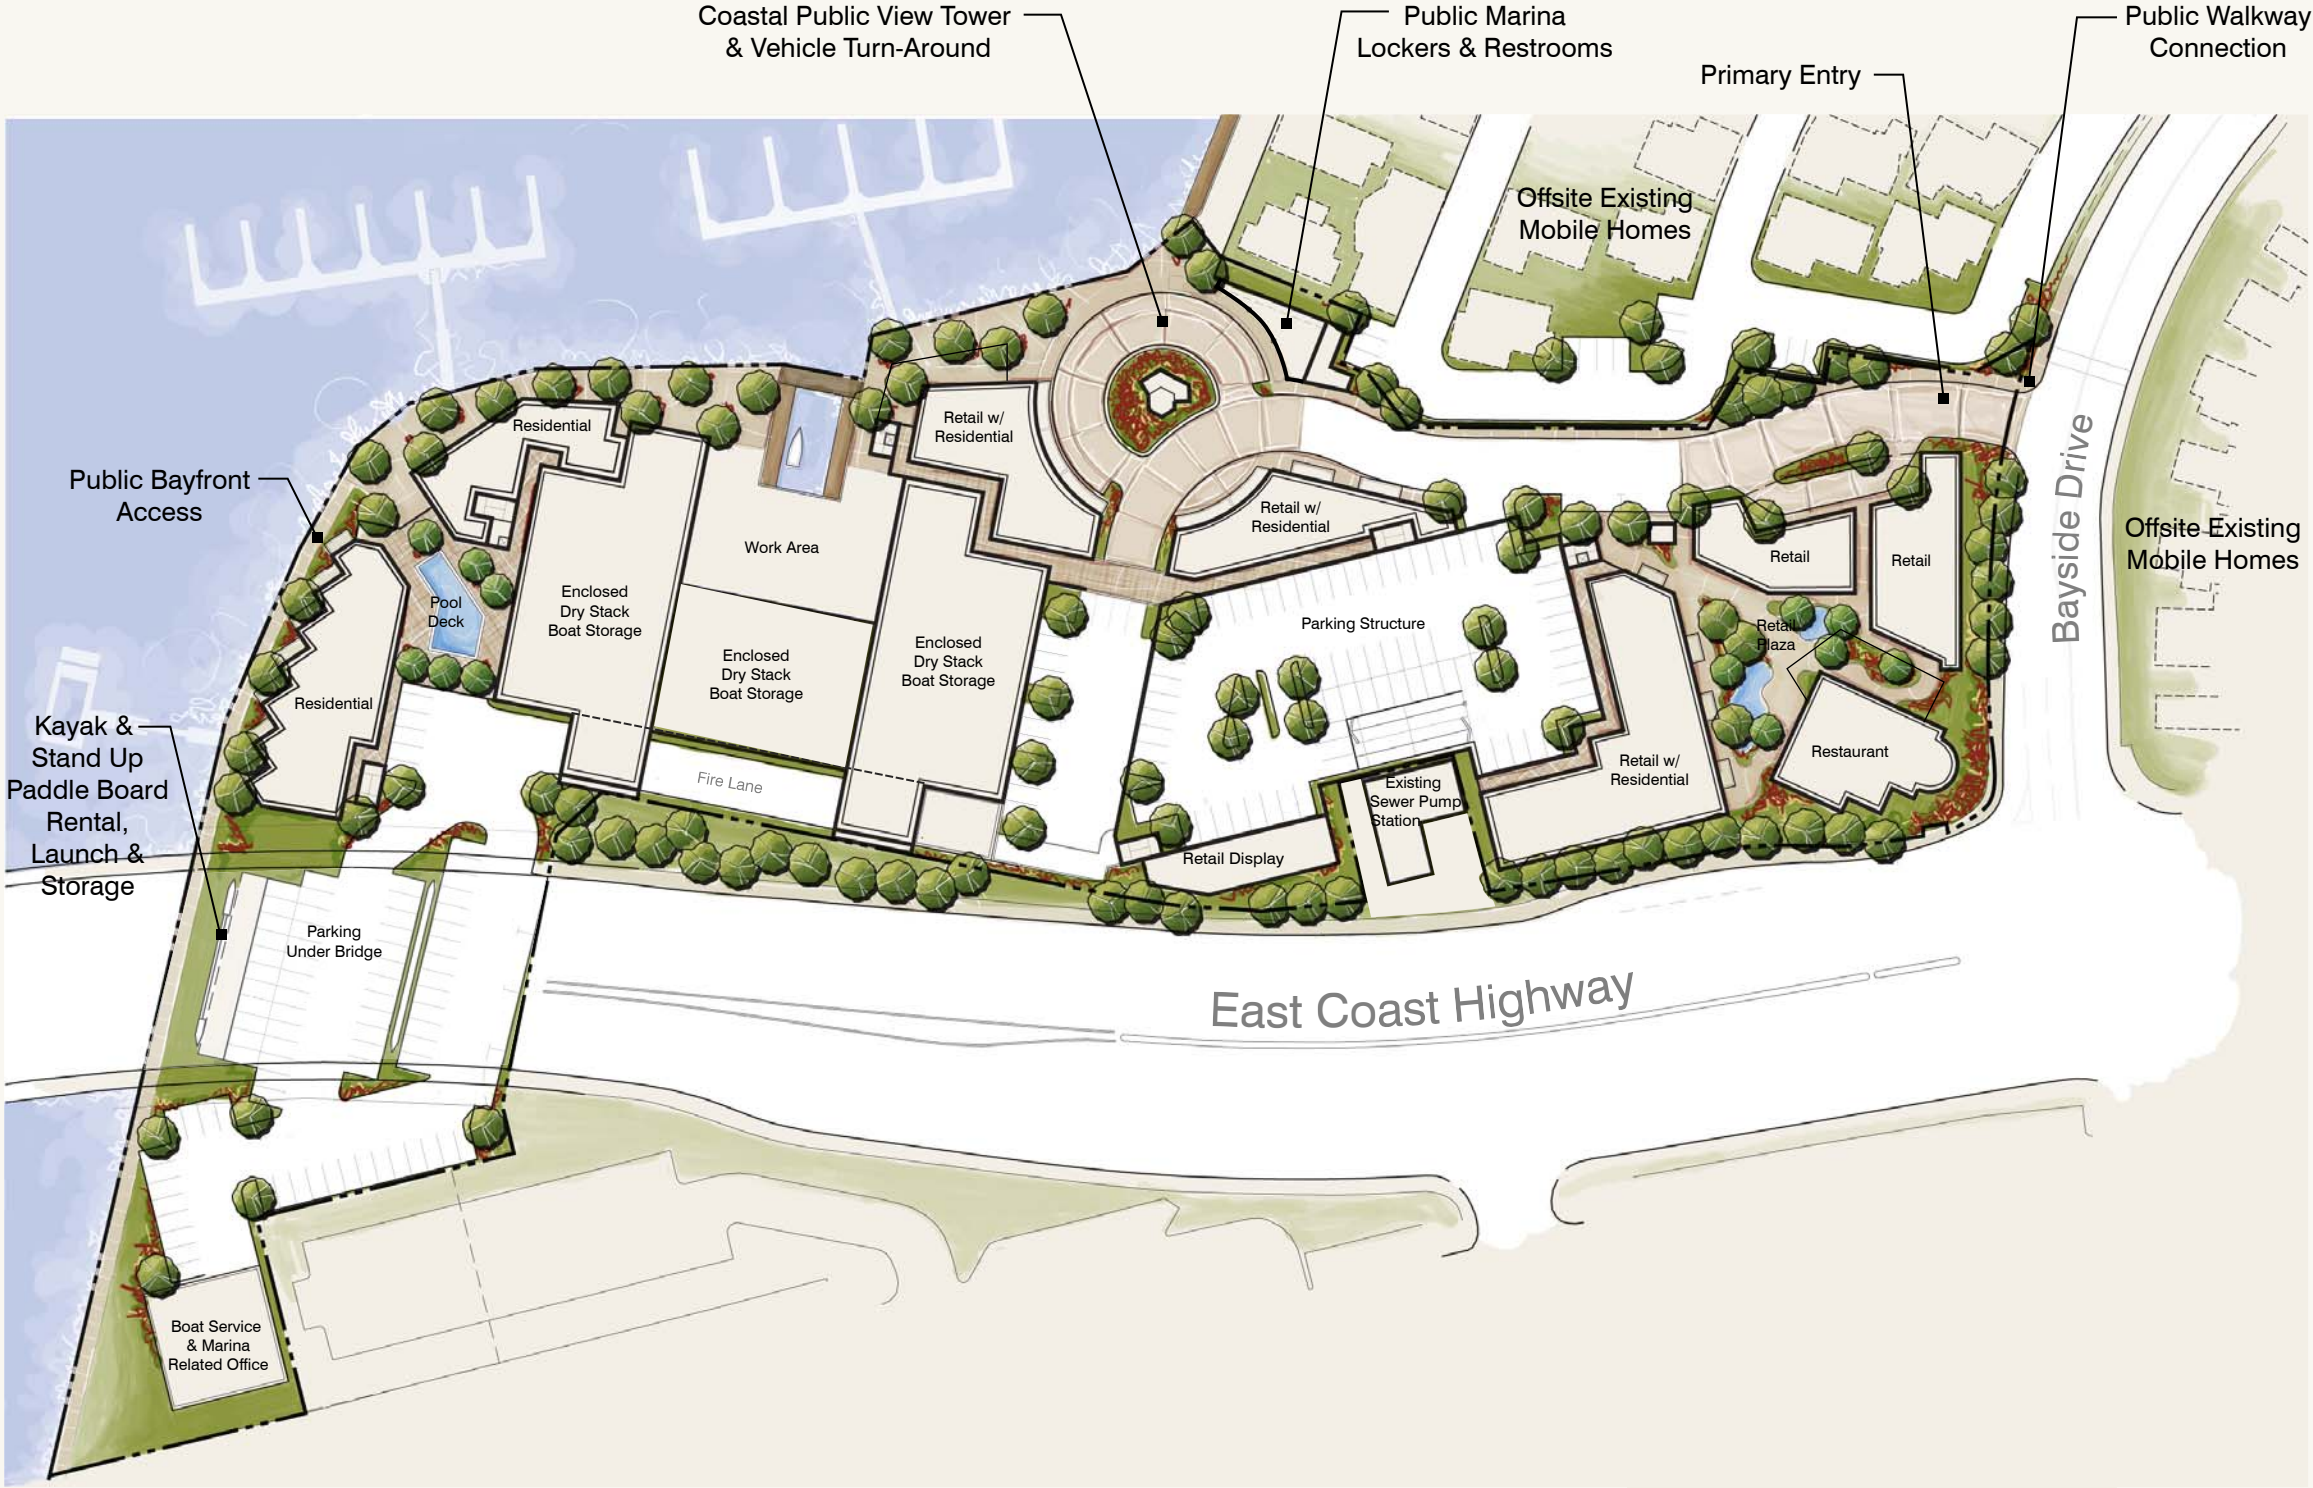 Coastal Public View Tower
& Vehicle Turn-Around
Public Marina
Lockers & Restrooms
Public Walkway
Connection
Primary Entry
Offsite Existing
Mobile Homes
Public Bayfront
Access
Residential
Retail w/
Residential
Work Area
Retail w/
Residential
Bayside Drive
Offsite Existing
Mobile Homes
Pool
Deck
Enclosed
Dry Stack
Boat Storage
Enclosed
Dry Stack
Boat Storage
Enclosed
Dry Stack
Boat Storage
Parking Structure
Retail
Retail
Retail
Plaza
Residential
Kayak &
Stand Up
Paddle Board
Rental,
Launch &
Storage
Fire Lane
Existing
Sewer Pump
Station
Retail w/
Residential
Restaurant
Retail Display
Parking
Under Bridge
East Coast Highway
Boat Service
& Marina
Related Office